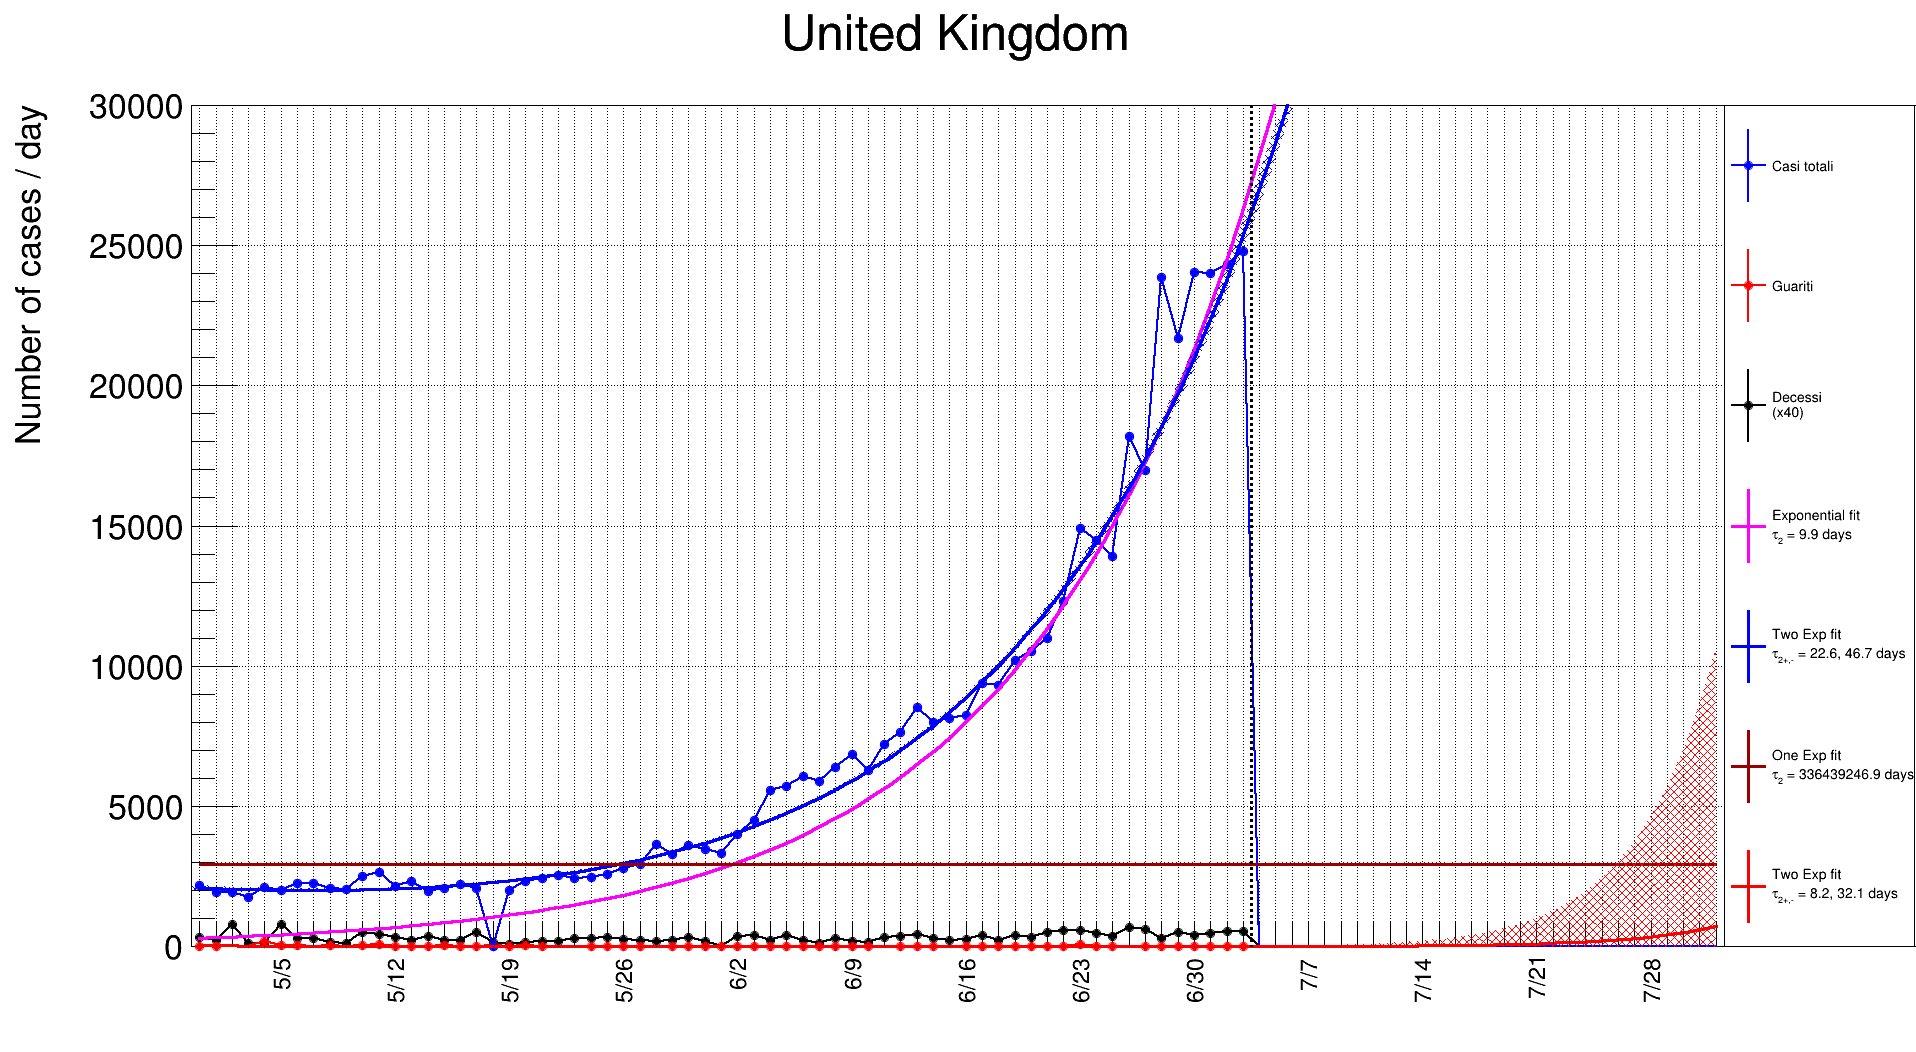 United Kingdom
Number of cases / day
30000
25000
20000
15000
10000
5000
0
5/5
5/12
5/19
5/26
6/2
6/9
6/16
6/23
6/30
7/7
7/14
7/21
7/28
Casi totali
Guariti
Decessi
(x40)
Exponential fit
τ2 = 9.9 days
Two Exp fit
τ2+,- = 22.6, 46.7 days
One Exp fit
τ2 = 336439246.9 days
Two Exp fit
τ2+,- = 8.2, 32.1 days